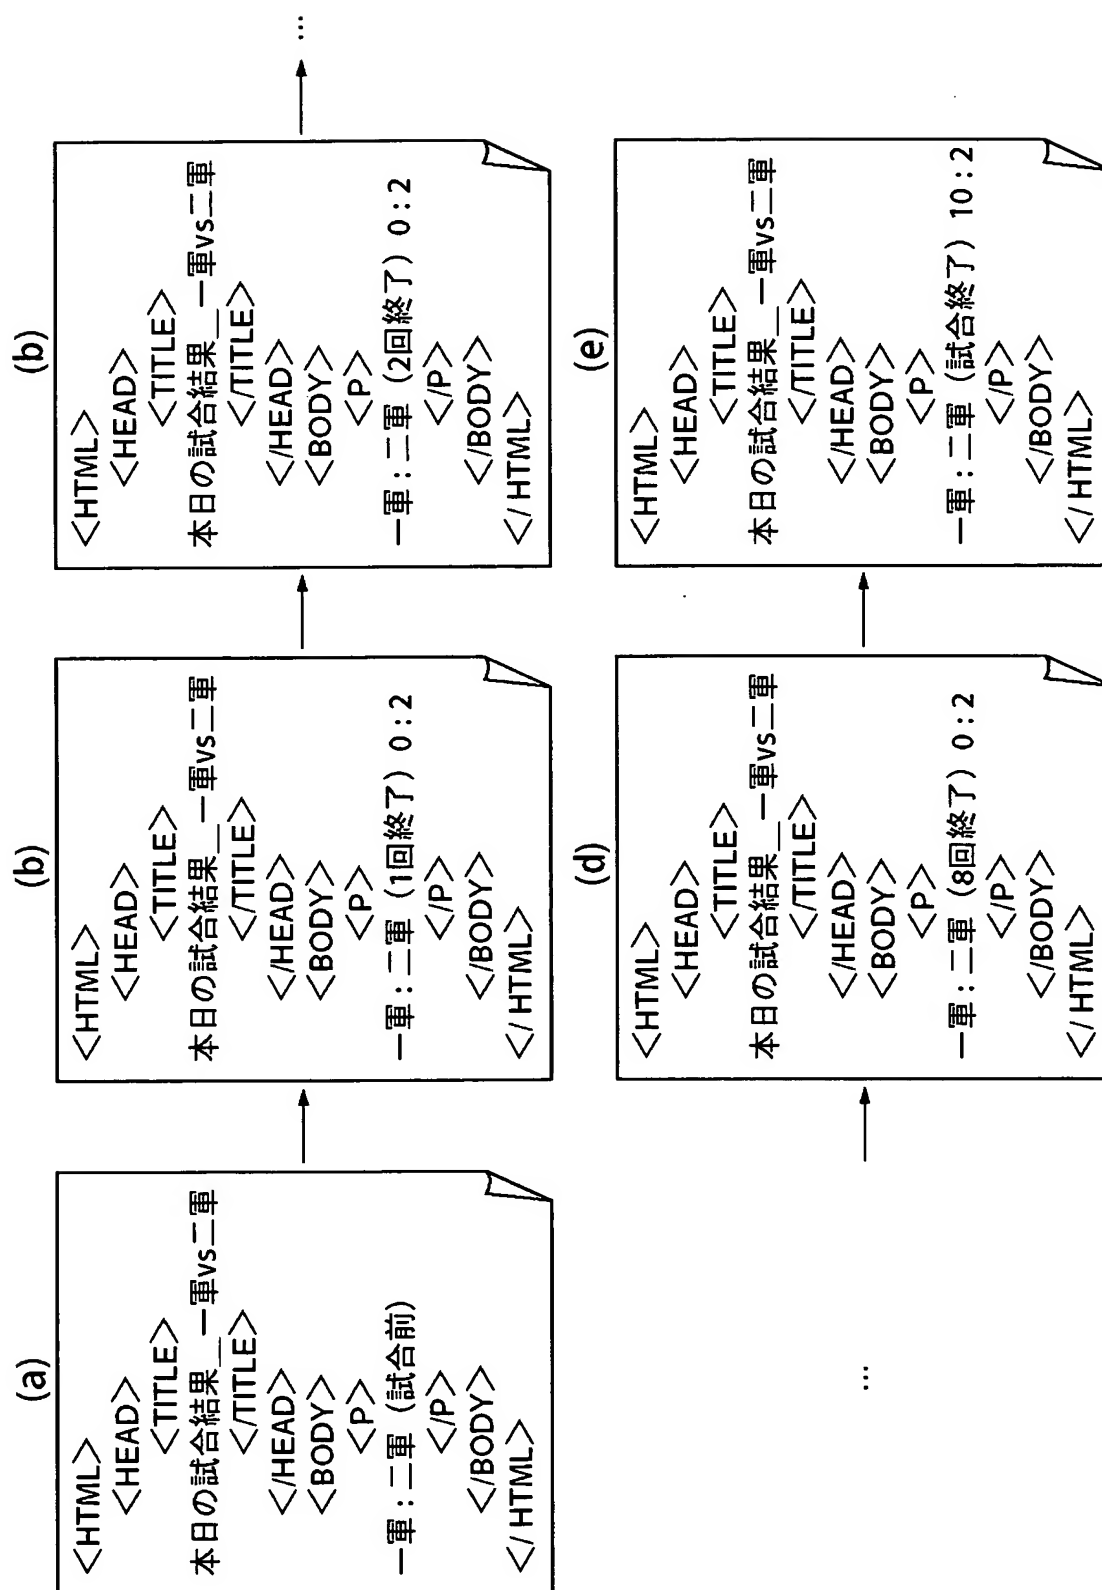 (a)
<HTML>
<HEAD>
<TITLE>
本日の試合結果__一軍vs二軍
</TITLE>
</HEAD>
<BODY>
<P>
一軍:二軍 (試合前)
</P>
</BODY>
</HTML>
(b)
<HTML>
<HEAD>
<TITLE>
本日の試合結果__一軍vs二軍
</TITLE>
</HEAD>
<BODY>
<P>
一軍:二軍 (1回終了) 0:2
</P>
</BODY>
</HTML>
(b)
<HTML>
<HEAD>
<TITLE>
本日の試合結果__一軍vs二軍
</TITLE>
</HEAD>
<BODY>
<P>
一軍:二軍 (2回終了) 0:2
</P>
</BODY>
</HTML>
…
…
(d)
<HTML>
<HEAD>
<TITLE>
本日の試合結果__一軍vs二軍
</TITLE>
</HEAD>
<BODY>
<P>
一軍:二軍 (8回終了) 0:2
</P>
</BODY>
</HTML>
(e)
<HTML>
<HEAD>
<TITLE>
本日の試合結果__一軍vs二軍
</TITLE>
</HEAD>
<BODY>
<P>
一軍:二軍 (試合終了) 10:2
</P>
</BODY>
</HTML>